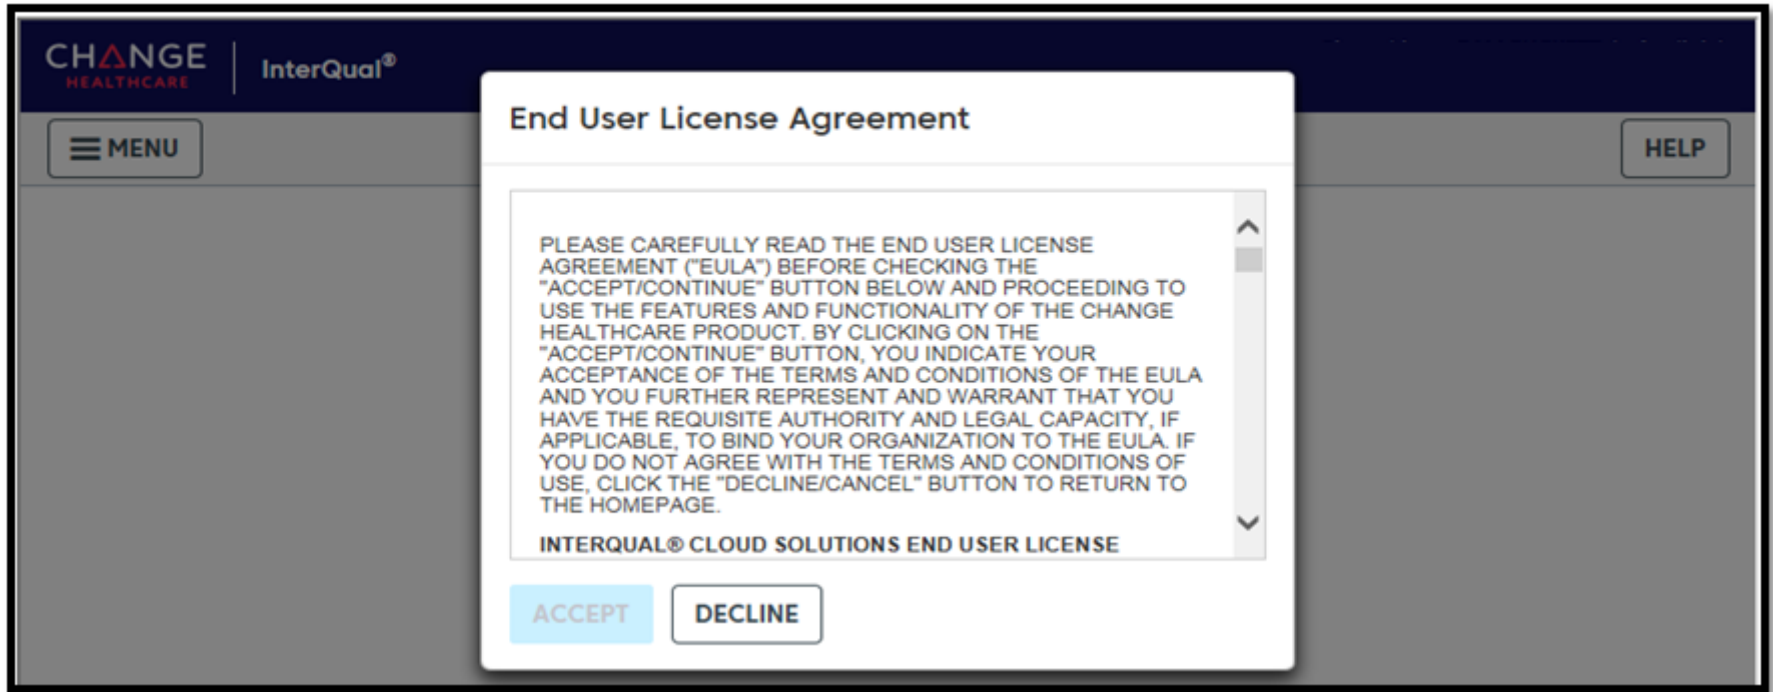 CHANGE
HEALTHCARE
InterQual®
MENU
HELP
End User License Agreement
PLEASE CAREFULLY READ THE END USER LICENSE
AGREEMENT ("EULA") BEFORE CHECKING THE
"ACCEPT/CONTINUE" BUTTON BELOW AND PROCEEDING TO
USE THE FEATURES AND FUNCTIONALITY OF THE CHANGE
HEALTHCARE PRODUCT. BY CLICKING ON THE
"ACCEPT/CONTINUE" BUTTON, YOU INDICATE YOUR
ACCEPTANCE OF THE TERMS AND CONDITIONS OF THE EULA
AND YOU FURTHER REPRESENT AND WARRANT THAT YOU
HAVE THE REQUISITE AUTHORITY AND LEGAL CAPACITY, IF
APPLICABLE, TO BIND YOUR ORGANIZATION TO THE EULA. IF
YOU DO NOT AGREE WITH THE TERMS AND CONDITIONS OF
USE, CLICK THE "DECLINE/CANCEL" BUTTON TO RETURN TO
THE HOMEPAGE.
INTERQUAL® CLOUD SOLUTIONS END USER LICENSE
ACCEPT
DECLINE